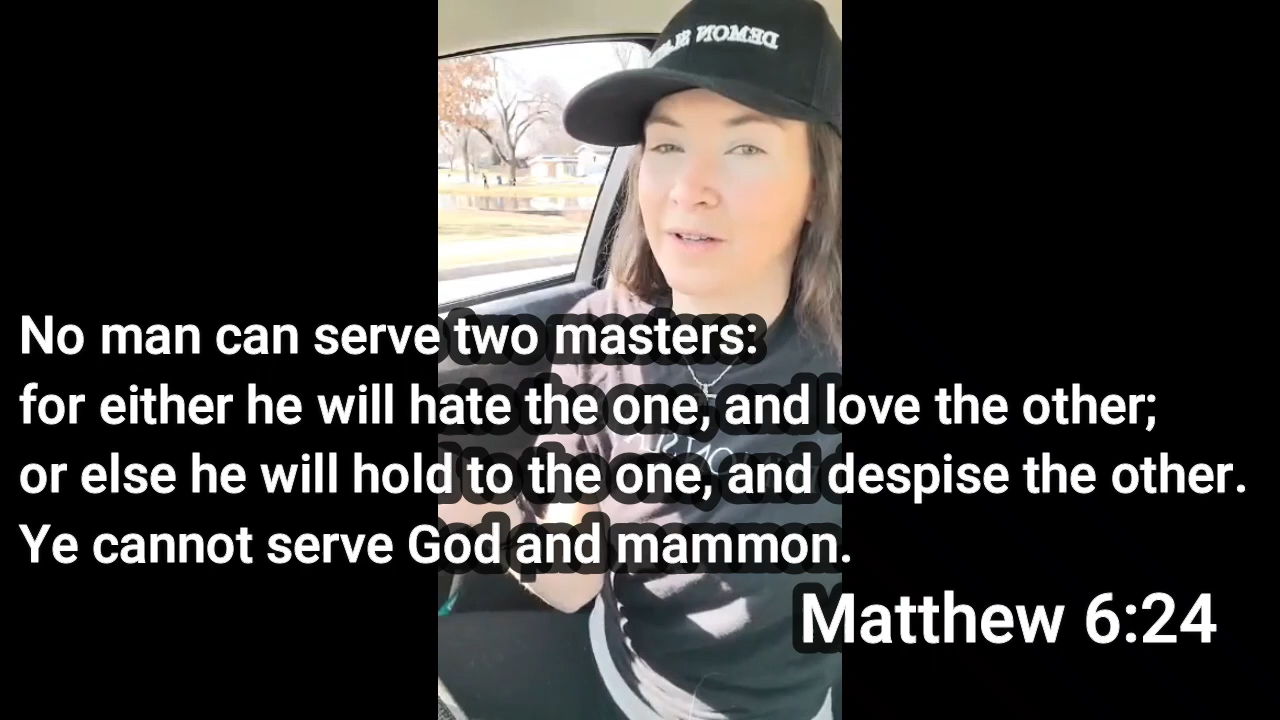 DEMON
No man can serve two masters:
for either he will hate the one, and love the other;
or else he will hold to the one, and despise the other.
Ye cannot serve God and mammon.
Matthew 6:24